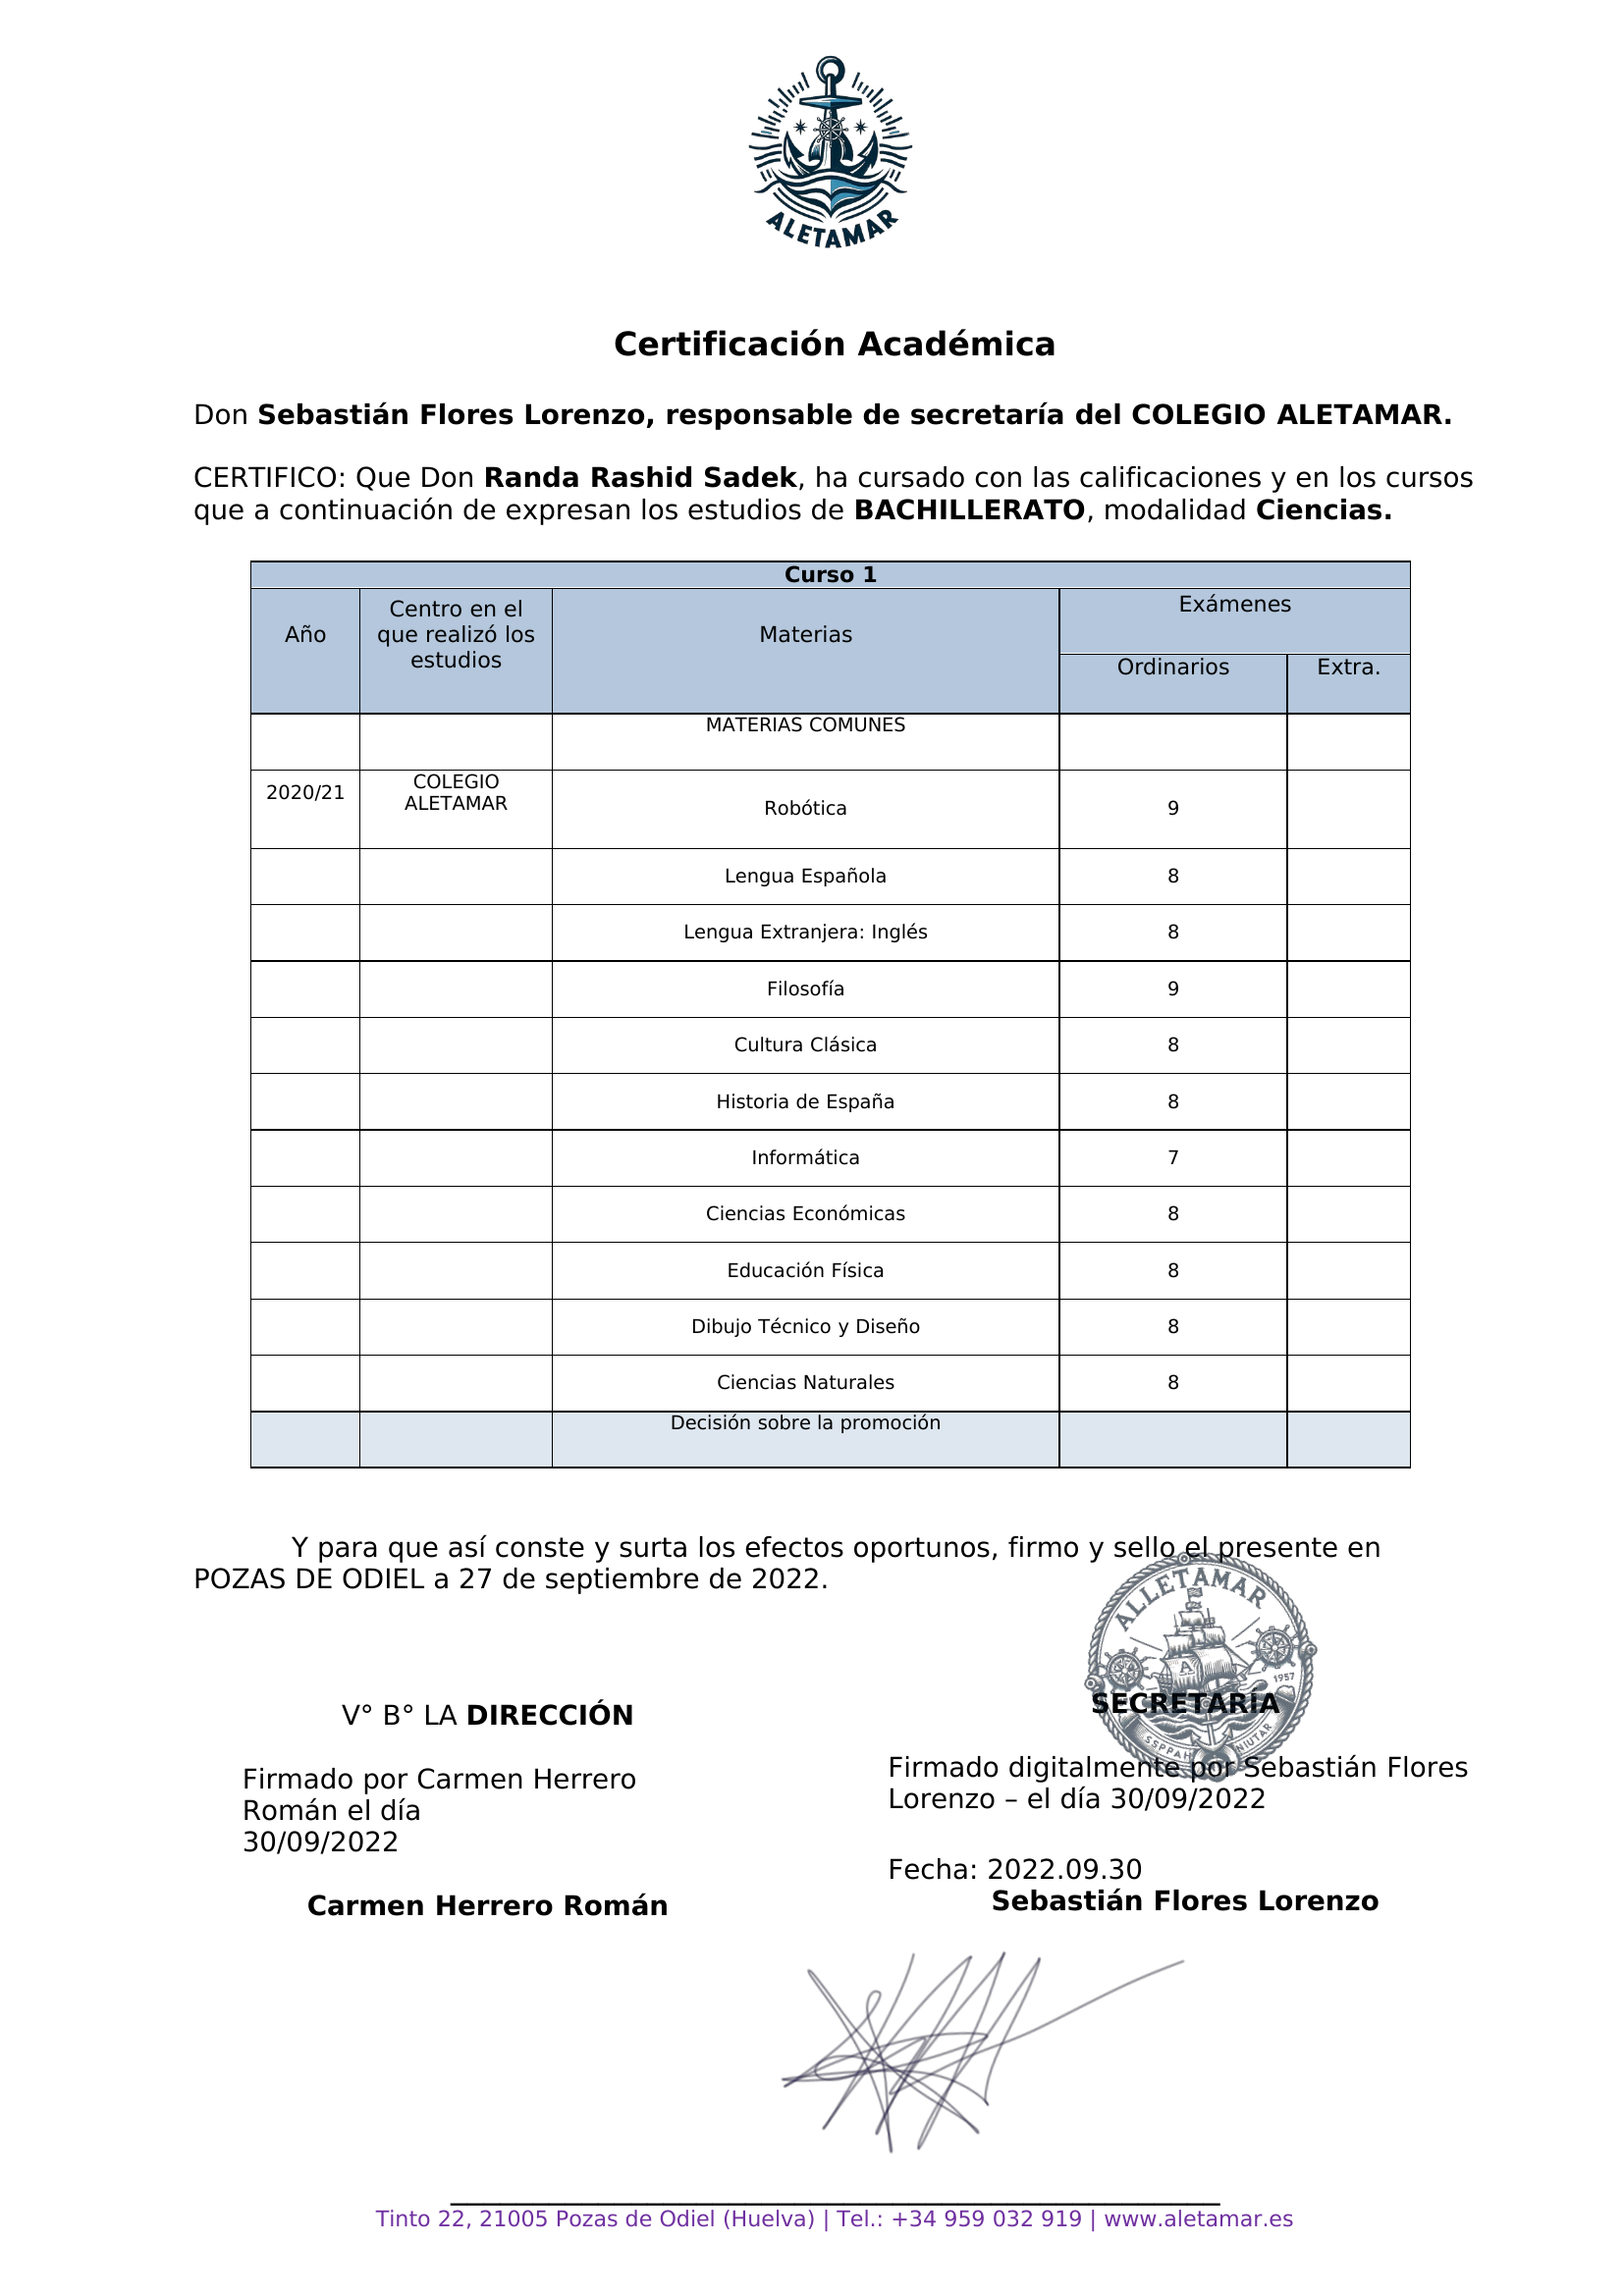 ALETAMAR
Certificación Académica
Don Sebastián Flores Lorenzo, responsable de secretaría del COLEGIO ALETAMAR.
CERTIFICO: Que Don Randa Rashid Sadek, ha cursado con las calificaciones y en los cursos
que a continuación de expresan los estudios de BACHILLERATO, modalidad Ciencias.
Curso 1
Año
Centro en el
que realizó los
estudios
Materias
Exámenes
Ordinarios
Extra.
MATERIAS COMUNES
2020/21
COLEGIO
ALETAMAR
Robótica
9
Lengua Española
8
Lengua Extranjera: Inglés
8
Filosofía
9
Cultura Clásica
8
Historia de España
8
Informática
7
Ciencias Económicas
8
Educación Física
8
Dibujo Técnico y Diseño
8
Ciencias Naturales
8
Decisión sobre la promoción
Y para que así conste y surta los efectos oportunos, firmo y sello el presente en
POZAS DE ODIEL a 27 de septiembre de 2022.
ALLETAMAR
A
1957
SSPPAH NIUTAR
V° B° LA DIRECCIÓN
Firmado por Carmen Herrero
Román el día
30/09/2022
Carmen Herrero Román
SECRETARÍA
Firmado digitalmente por Sebastián Flores
Lorenzo – el día 30/09/2022
Fecha: 2022.09.30
Sebastián Flores Lorenzo
Tinto 22, 21005 Pozas de Odiel (Huelva) | Tel.: +34 959 032 919 | www.aletamar.es